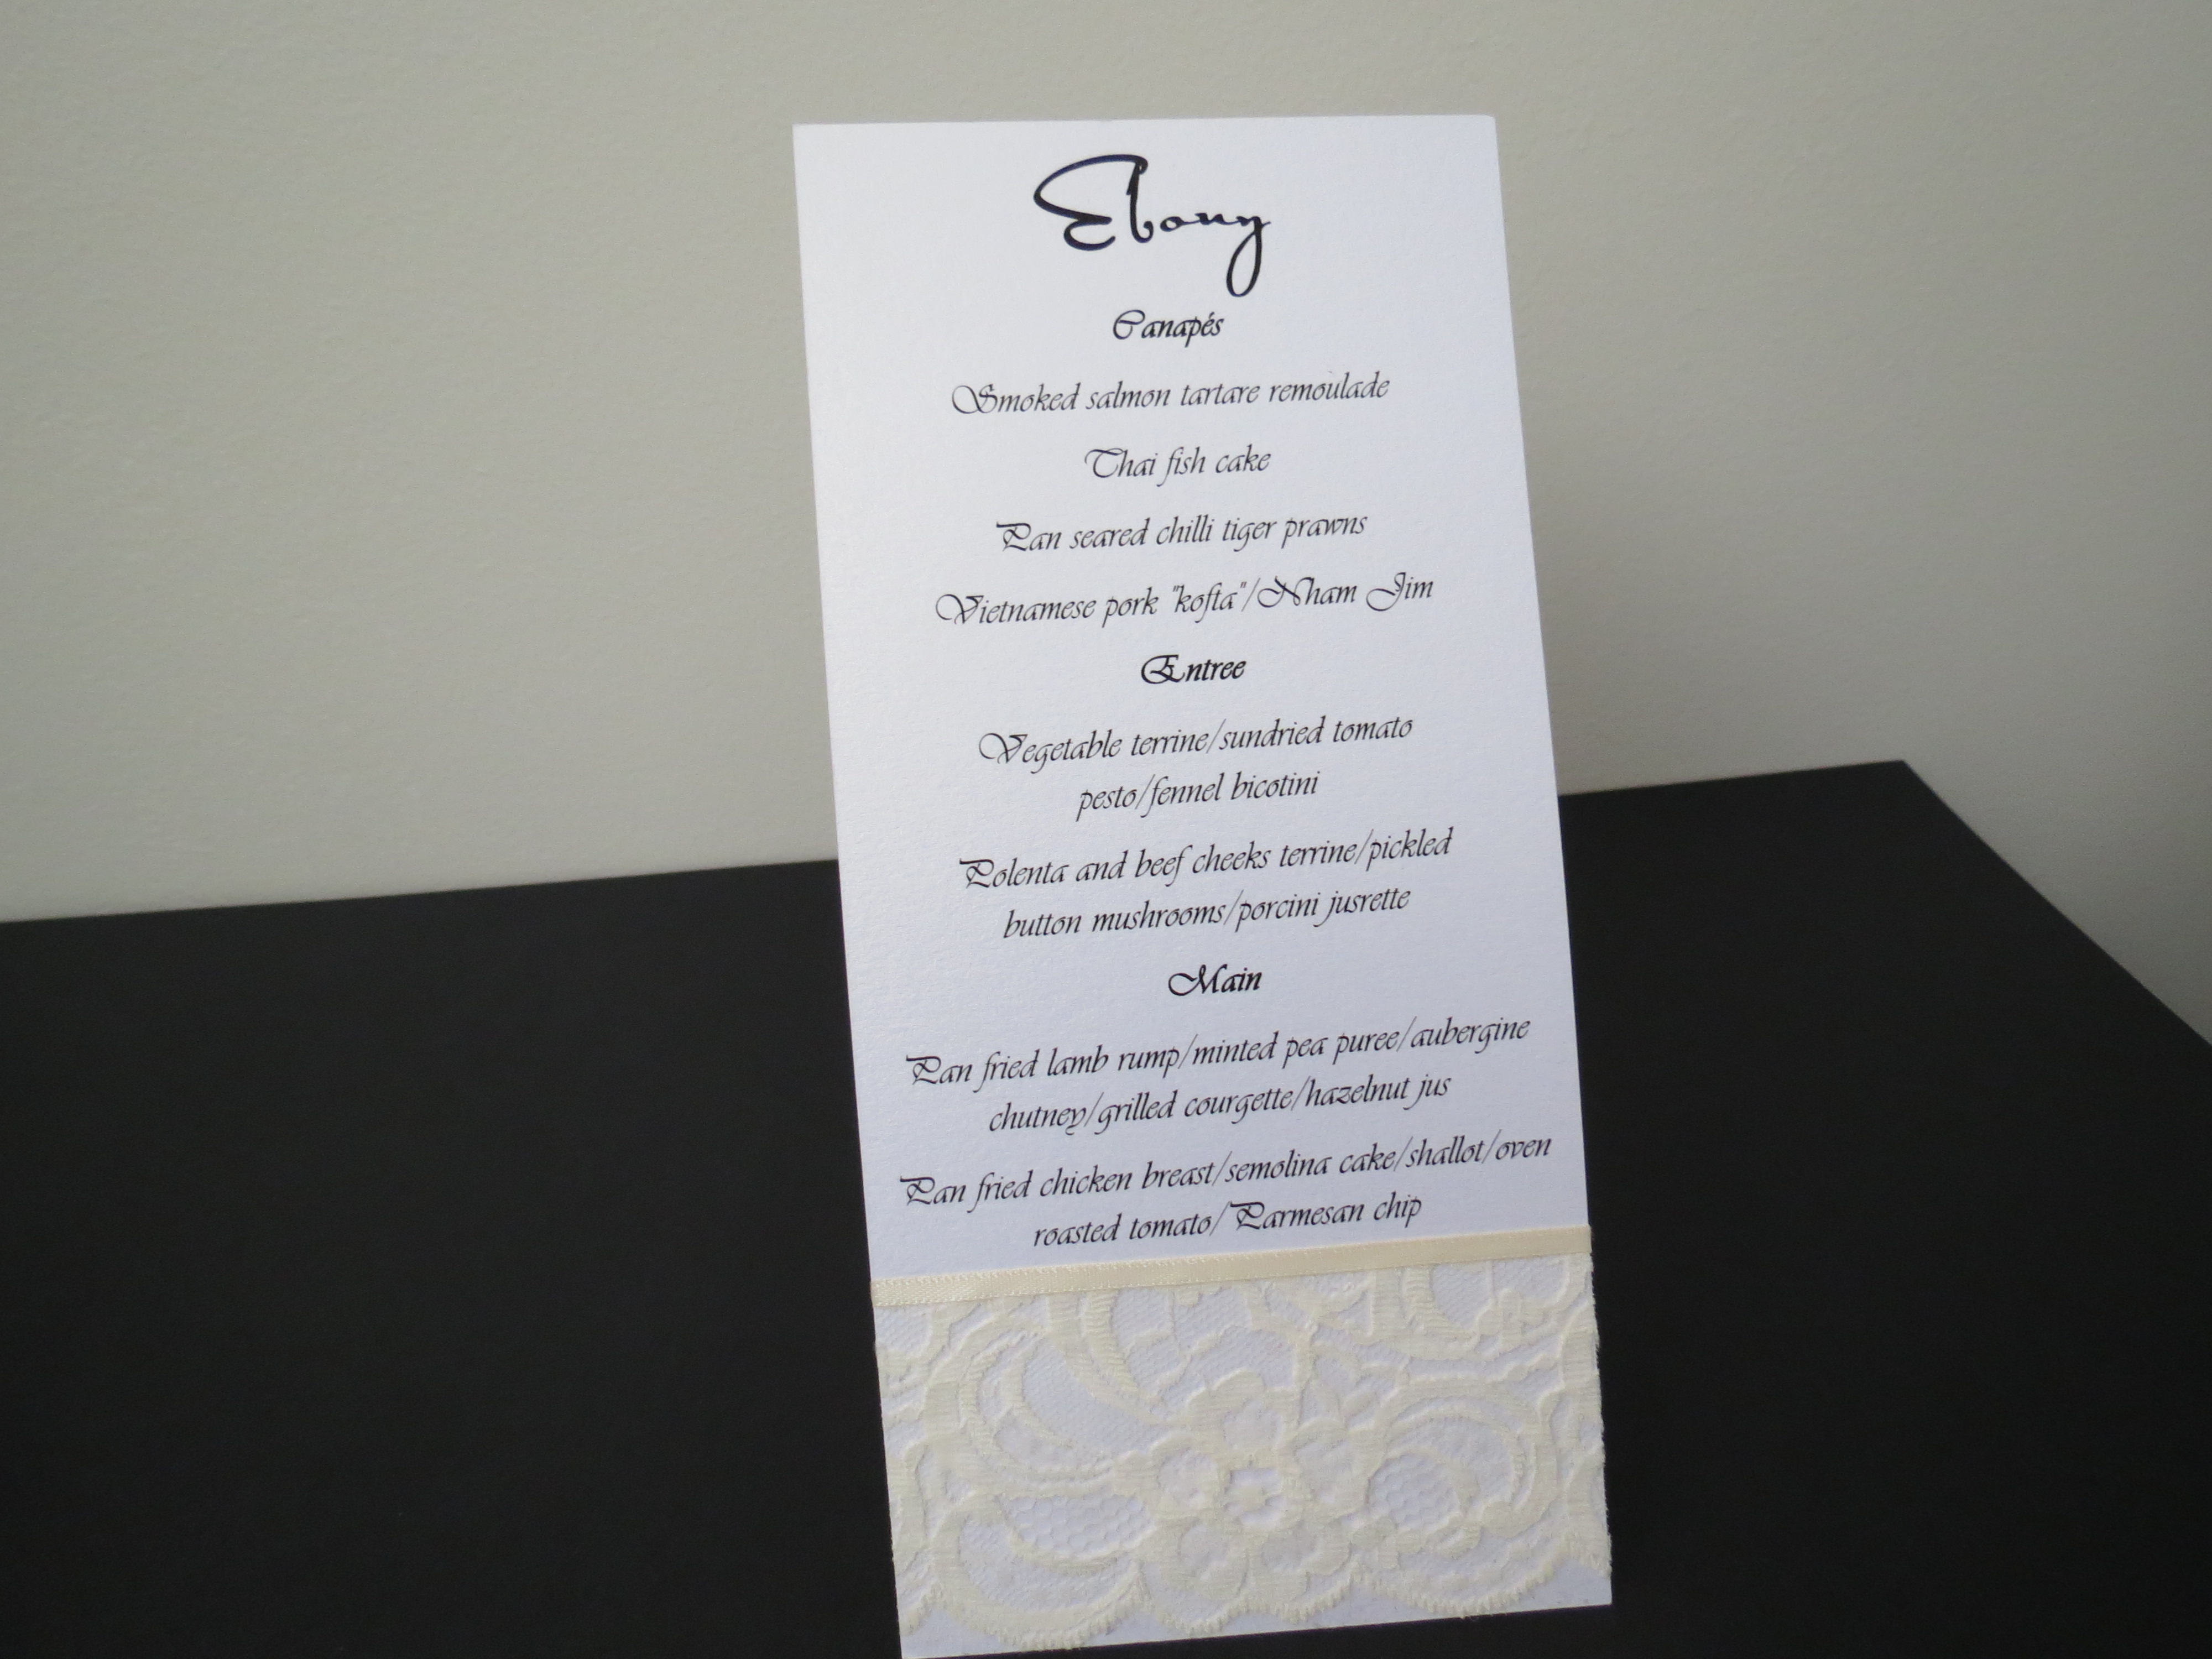 Ebony
Canapés
Smoked salmon tartare remoulade
Thai fish cake
Pan seared chilli tiger prawns
Vietnamese pork "kofta"/Nham Jim
Entree
Vegetable terrine/sundried tomato
pesto/fennel bicotini
Polenta and beef cheeks terrine/pickled
button mushrooms/porcini jusrette
Main
Pan fried lamb rump/minted pea puree/aubergine
chutney/grilled courgette/hazelnut jus
Pan fried chicken breast/semolina cake/shallot/oven
roasted tomato/Parmesan chip